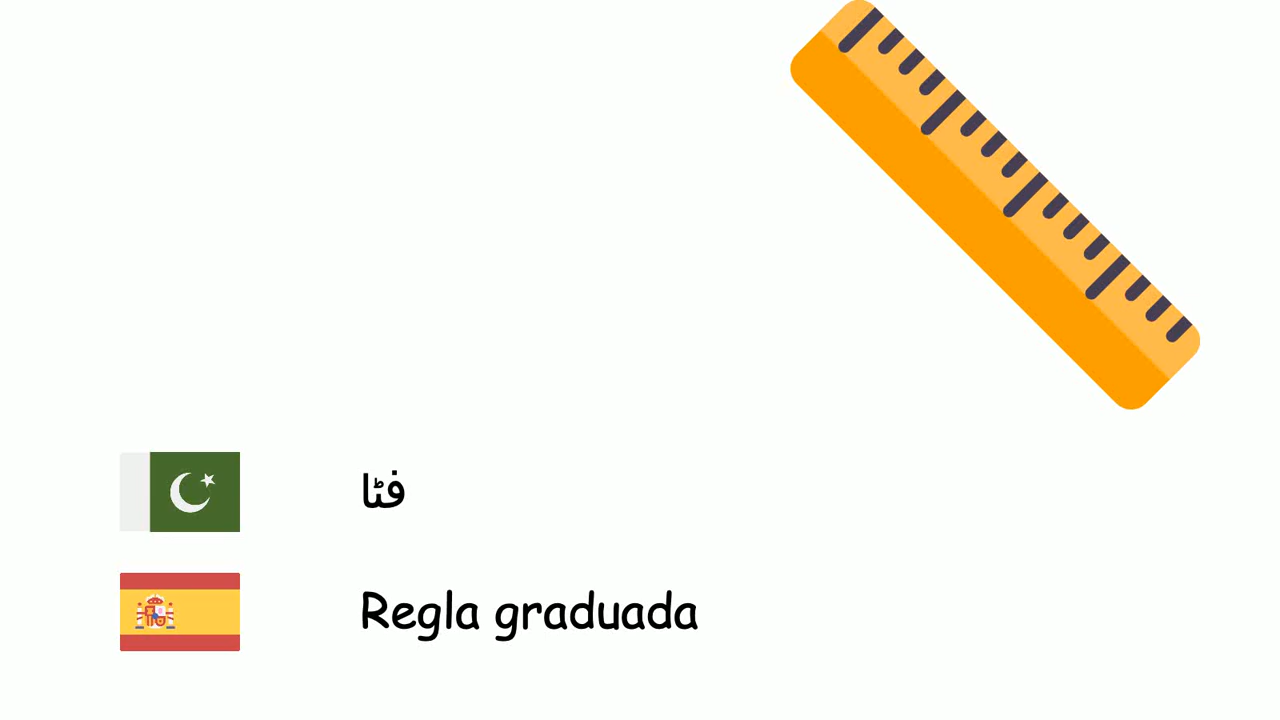 فٹا
Regla graduada